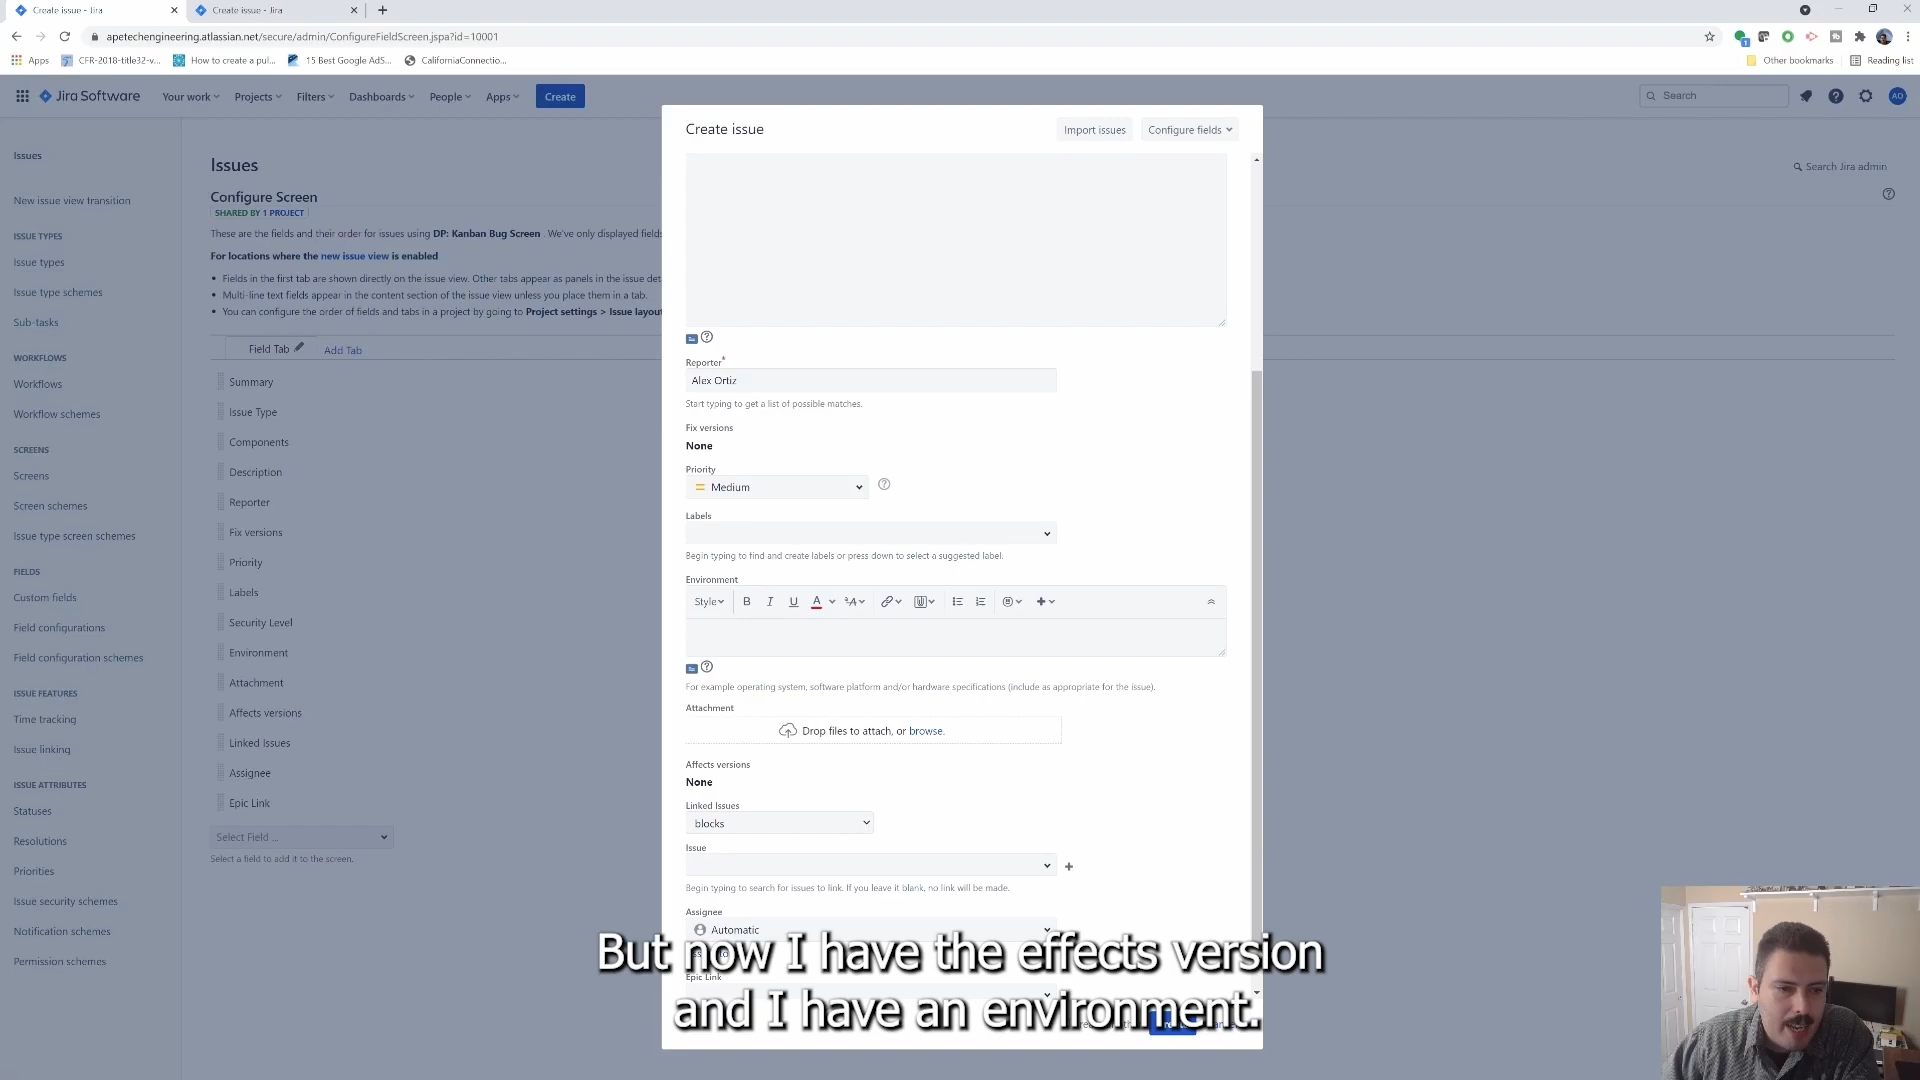 Create issue - Jira
Create issue - Jira
apetechengineering.atlassian.net/secure/admin/ConfigureFieldScreen.jspa?id=10001
Apps
CFR-2018-title32-v...
How to create a pul...
15 Best Google AdS...
CaliforniaConnectio...
Other bookmarks
Reading list
Jira Software
Your work
Projects
Filters
Dashboards
People
Apps
Create
Search
AO
Issues
New issue view transition
ISSUE TYPES
Issue types
Issue type schemes
Sub-tasks
WORKFLOWS
Workflows
Workflow schemes
SCREENS
Screens
Screen schemes
Issue type screen schemes
FIELDS
Custom fields
Field configurations
Field configuration schemes
ISSUE FEATURES
Time tracking
Issue linking
ISSUE ATTRIBUTES
Statuses
Resolutions
Priorities
Issue security schemes
Notification schemes
Permission schemes
Issues
Search Jira admin
Configure Screen
SHARED BY 1 PROJECT
These are the fields and their order for issues using DP: Kanban Bug Screen . We've only displayed fields
For locations where the new issue view is enabled
• Fields in the first tab are shown directly on the issue view. Other tabs appear as panels in the issue
• Multi-line text fields appear in the content section of the issue view unless you place them in a tab.
• You can configure the order of fields and tabs in a project by going to Project settings > Issue layout
Field Tab
Add Tab
Summary
Issue Type
Components
Description
Reporter
Fix versions
Priority
Labels
Security Level
Environment
Attachment
Affects versions
Linked Issues
Assignee
Epic Link
Select Field ...
Select a field to add it to the screen.
Create issue
Import issues
Configure fields
Reporter*
Alex Ortiz
Start typing to get a list of possible matches.
Fix versions
None
Priority
Medium
Labels
Begin typing to find and create labels or press down to select a suggested label.
Environment
Style
B
I
U
A
For example operating system, software platform and/or hardware specifications (include as appropriate for the issue).
Attachment
Drop files to attach, or browse.
Affects versions
None
Linked Issues
blocks
Issue
Begin typing to search for issues to link. If you leave it blank, no link will be made.
Assignee
Automatic
Epic Link
But now I have the effects version
and I have an environment.